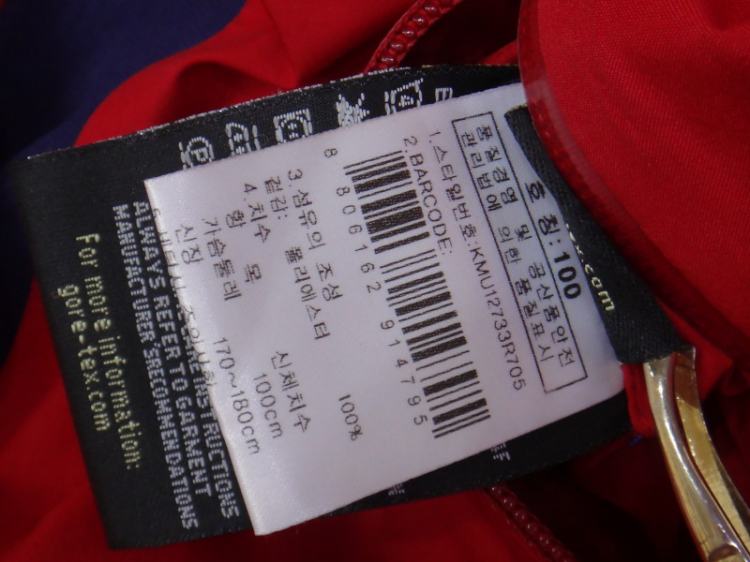 호 칭:100
품질경영 및 공산품안전
관리법에 의한 품질표시
1.스타일번호:KMU12733R705
2.BARCODE:
8 806162 914795
3.섬유의 조성
겉감: 폴리에스터 100%
4.치수
항 목 신체치수
가슴둘레 100cm
신장 170~180cm
.com
INSTRUCTIONS
ALWAYS REFER TO GARMENT
MANUFACTURER'S RECOMMENDATIONS
For more information:
gore-tex.com